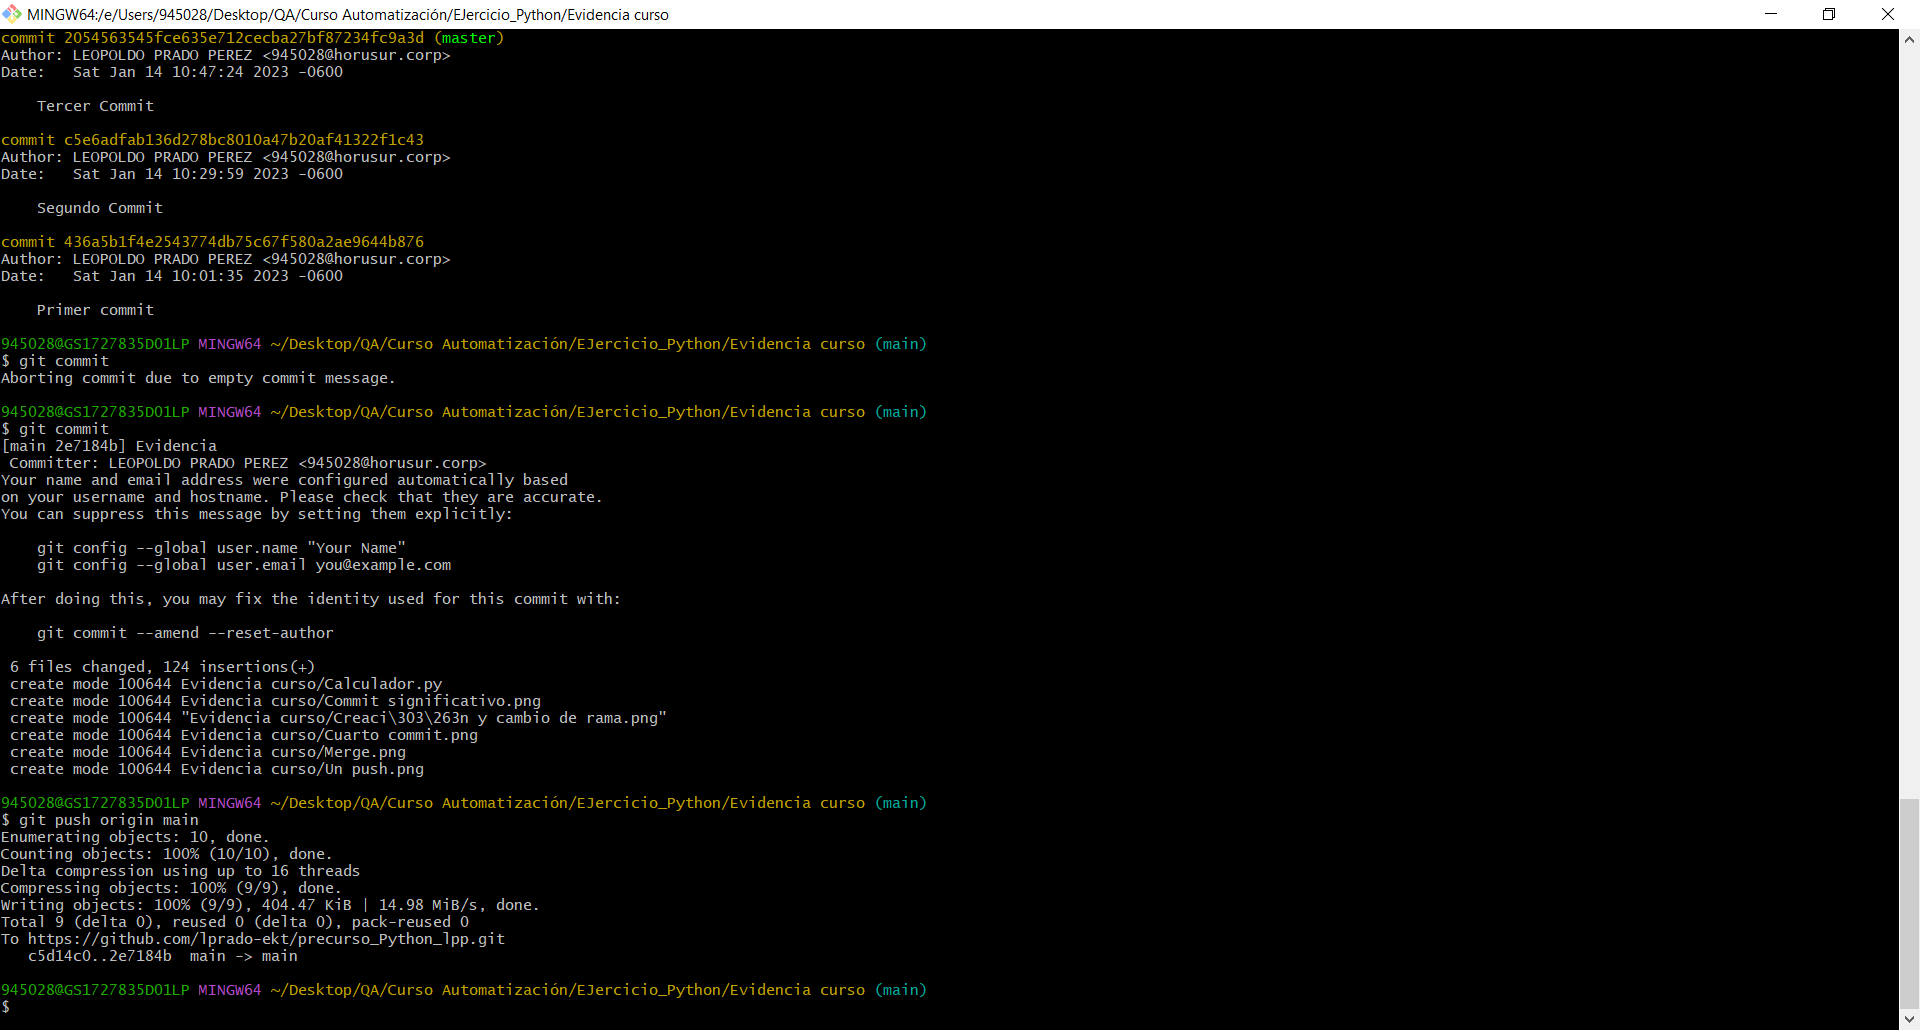 MINGW64:/e/Users/945028/Desktop/QA/Curso Automatización/EJercicio_Python/Evidencia curso
commit 2054563545fce635e712cecba27bf87234fc9a3d (master)
Author: LEOPOLDO PRADO PEREZ <945028@horusur.corp>
Date:   Sat Jan 14 10:47:24 2023 -0600
    Tercer Commit
commit c5e6adfab136d278bc8010a47b20af41322f1c43
Author: LEOPOLDO PRADO PEREZ <945028@horusur.corp>
Date:   Sat Jan 14 10:29:59 2023 -0600
    Segundo Commit
commit 436a5b1f4e2543774db75c67f580a2ae9644b876
Author: LEOPOLDO PRADO PEREZ <945028@horusur.corp>
Date:   Sat Jan 14 10:01:35 2023 -0600
    Primer commit
945028@GS1727835D01LP MINGW64 ~/Desktop/QA/Curso Automatización/EJercicio_Python/Evidencia curso (main)
$ git commit
Aborting commit due to empty commit message.
945028@GS1727835D01LP MINGW64 ~/Desktop/QA/Curso Automatización/EJercicio_Python/Evidencia curso (main)
$ git commit
[main 2e7184b] Evidencia
 Committer: LEOPOLDO PRADO PEREZ <945028@horusur.corp>
Your name and email address were configured automatically based
on your username and hostname. Please check that they are accurate.
You can suppress this message by setting them explicitly:
    git config --global user.name "Your Name"
    git config --global user.email you@example.com
After doing this, you may fix the identity used for this commit with:
    git commit --amend --reset-author
 6 files changed, 124 insertions(+)
 create mode 100644 Evidencia curso/Calculador.py
 create mode 100644 Evidencia curso/Commit significativo.png
 create mode 100644 "Evidencia curso/Creaci\303\263n y cambio de rama.png"
 create mode 100644 Evidencia curso/Cuarto commit.png
 create mode 100644 Evidencia curso/Merge.png
 create mode 100644 Evidencia curso/Un push.png
945028@GS1727835D01LP MINGW64 ~/Desktop/QA/Curso Automatización/EJercicio_Python/Evidencia curso (main)
$ git push origin main
Enumerating objects: 10, done.
Counting objects: 100% (10/10), done.
Delta compression using up to 16 threads
Compressing objects: 100% (9/9), done.
Writing objects: 100% (9/9), 404.47 KiB | 14.98 MiB/s, done.
Total 9 (delta 0), reused 0 (delta 0), pack-reused 0
To https://github.com/lprado-ekt/precurso_Python_lpp.git
   c5d14c0..2e7184b  main -> main
945028@GS1727835D01LP MINGW64 ~/Desktop/QA/Curso Automatización/EJercicio_Python/Evidencia curso (main)
$